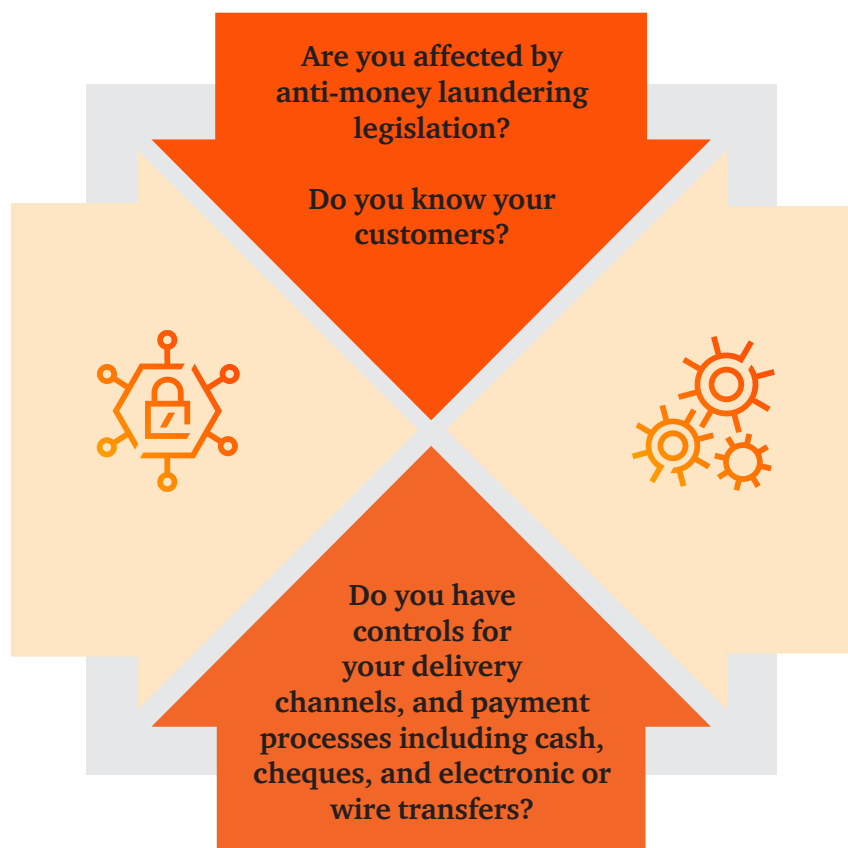 Are you affected by
anti-money laundering
legislation?
Do you know your
customers?
Do you have
controls for
your delivery
channels, and payment
processes including cash,
cheques, and electronic or
wire transfers?